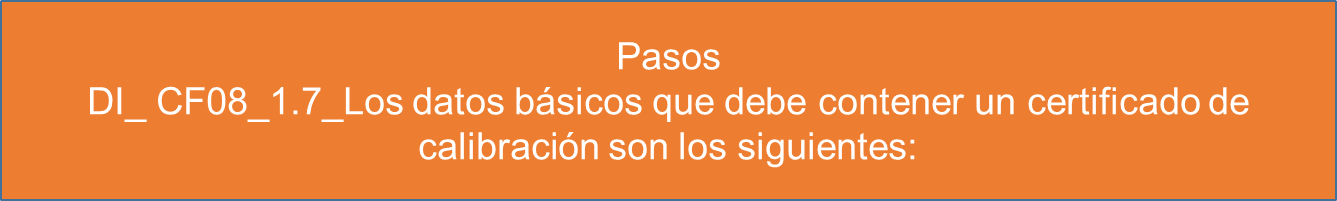 Pasos
DI_ CF08_1.7_Los datos básicos que debe contener un certificado de
calibración son los siguientes: